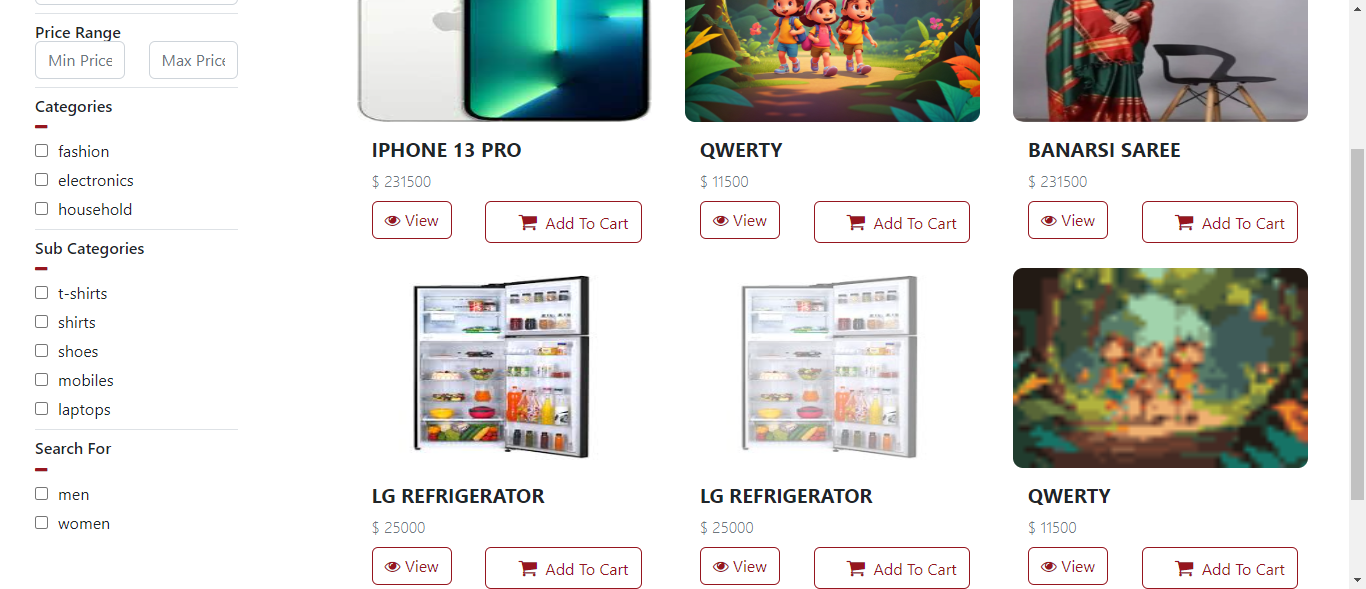 Price Range
Min Price
Max Price
Categories
fashion
electronics
household
Sub Categories
t-shirts
shirts
shoes
mobiles
laptops
Search For
men
women
IPHONE 13 PRO
$ 231500
View
Add To Cart
QWERTY
$ 11500
View
Add To Cart
BANARSI SAREE
$ 231500
View
Add To Cart
LG REFRIGERATOR
$ 25000
View
Add To Cart
LG REFRIGERATOR
$ 25000
View
Add To Cart
QWERTY
$ 11500
View
Add To Cart